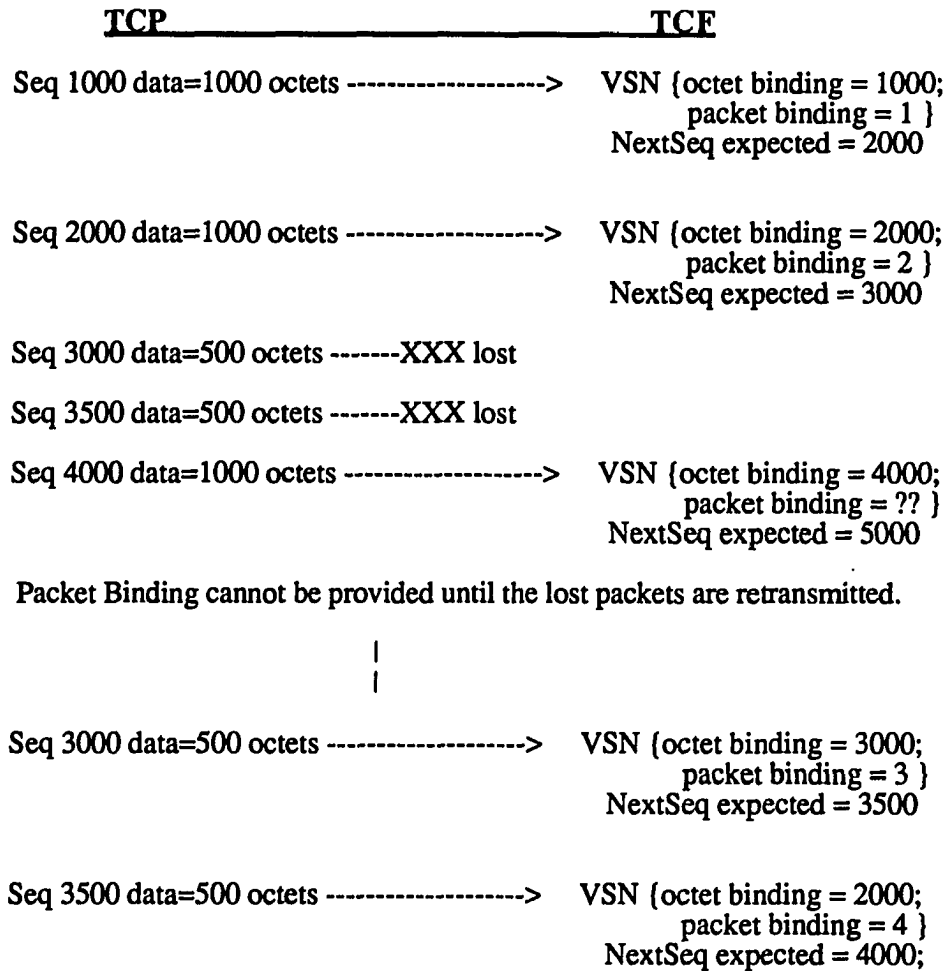 TCP TCF
Seq 1000 data=1000 octets --------------------> VSN {octet binding = 1000;
packet binding = 1 }
NextSeq expected = 2000
Seq 2000 data=1000 octets --------------------> VSN {octet binding = 2000;
packet binding = 2 }
NextSeq expected = 3000
Seq 3000 data=500 octets -------XXX lost
Seq 3500 data=500 octets -------XXX lost
Seq 4000 data=1000 octets --------------------> VSN {octet binding = 4000;
packet binding = ?? }
NextSeq expected = 5000
Packet Binding cannot be provided until the lost packets are retransmitted.
|
|
Seq 3000 data=500 octets --------------------> VSN {octet binding = 3000;
packet binding = 3 }
NextSeq expected = 3500
Seq 3500 data=500 octets ---------------------> VSN {octet binding = 2000;
packet binding = 4 }
NextSeq expected = 4000;